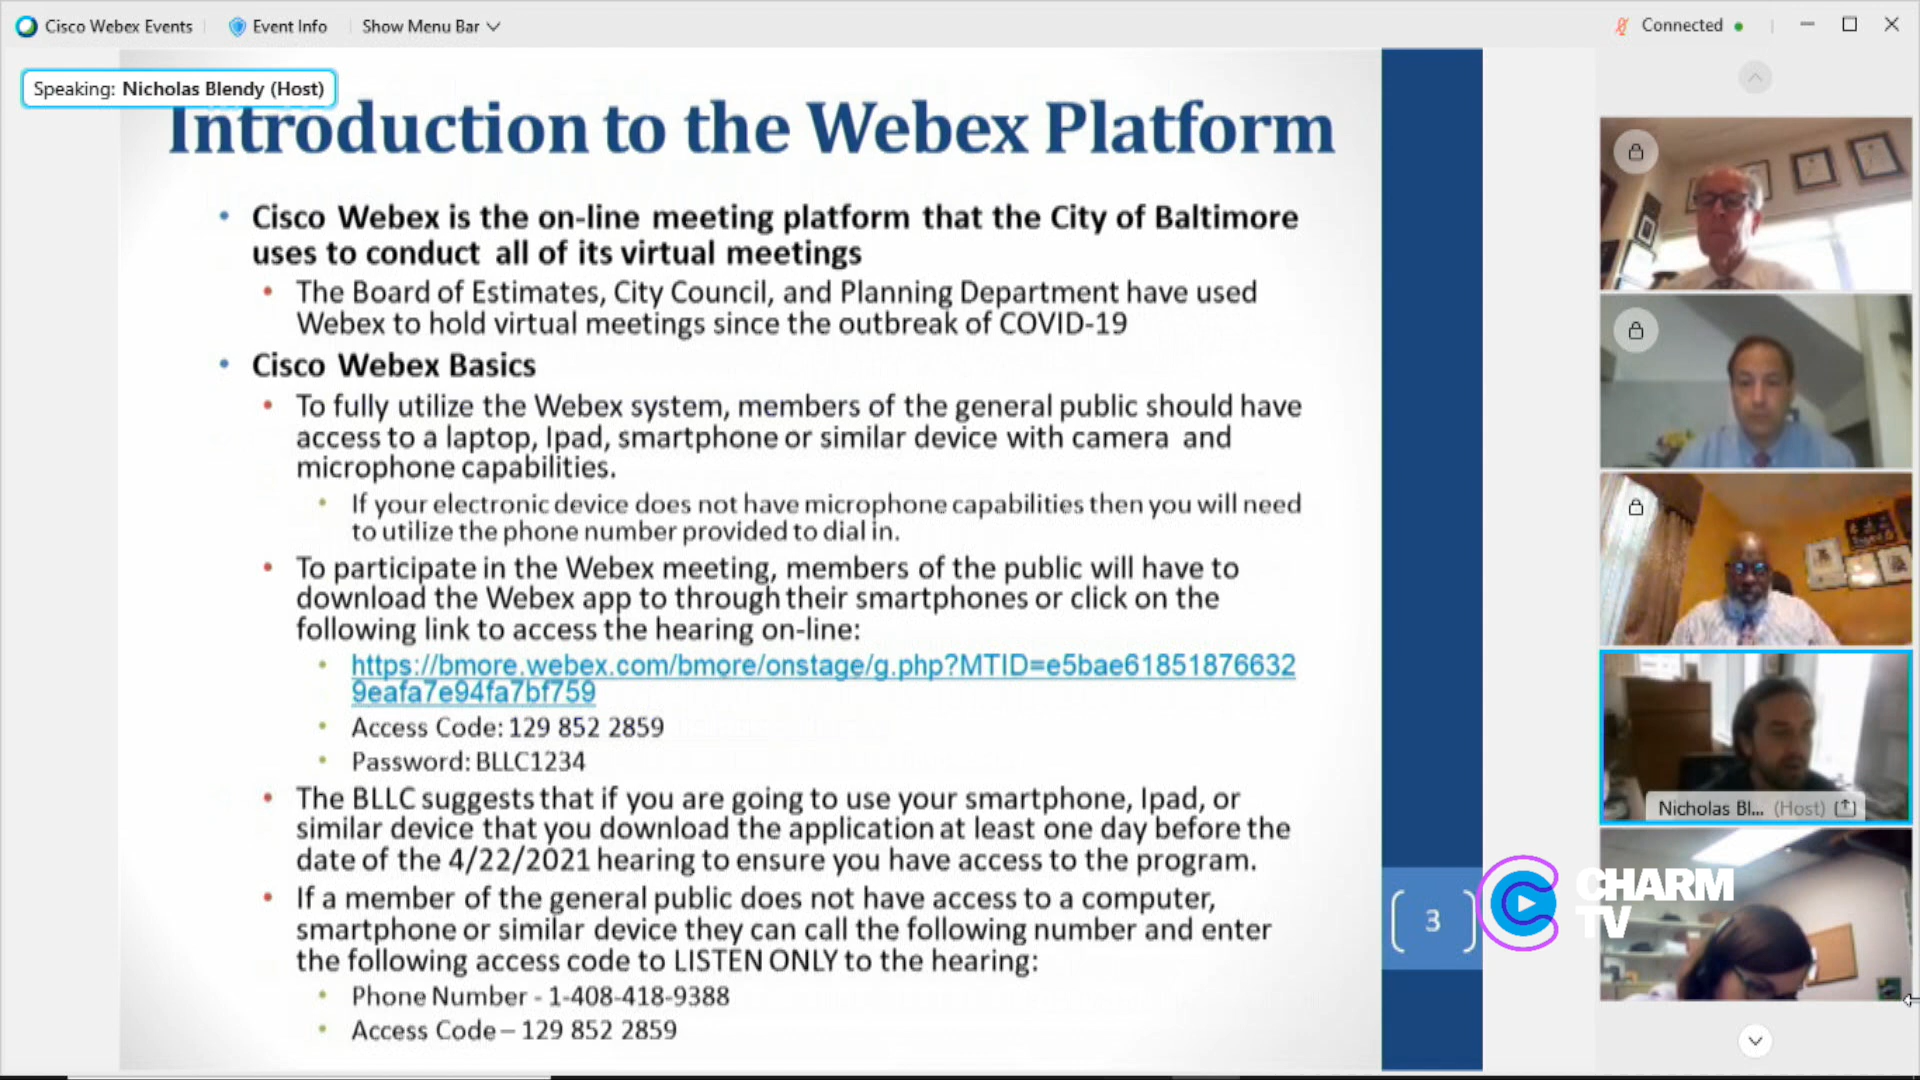 Cisco Webex Events
Event Info
Show Menu Bar
Connected
Speaking: Nicholas Blendy (Host)
Introduction to the Webex Platform
Cisco Webex is the on-line meeting platform that the City of Baltimore
uses to conduct all of its virtual meetings
The Board of Estimates, City Council, and Planning Department have used
Webex to hold virtual meetings since the outbreak of COVID-19
Cisco Webex Basics
To fully utilize the Webex system, members of the general public should have
access to a laptop, Ipad, smartphone or similar device with camera and
microphone capabilities.
If your electronic device does not have microphone capabilities then you will need
to utilize the phone number provided to dial in.
To participate in the Webex meeting, members of the public will have to
download the Webex app to through their smartphones or click on the
following link to access the hearing on-line:
https://bmore.webex.com/bmore/onstage/g.php?MTID=e5bae61851876632
9eafa7e94fa7bf759
Access Code: 129 852 2859
Password: BLLC1234
The BLLC suggests that if you are going to use your smartphone, Ipad, or
similar device that you download the application at least one day before the
date of the 4/22/2021 hearing to ensure you have access to the program.
If a member of the general public does not have access to a computer,
smartphone or similar device they can call the following number and enter
the following access code to LISTEN ONLY to the hearing:
Phone Number - 1-408-418-9388
Access Code – 129 852 2859
3
Nicholas Bl... (Host)
CHARM
TV